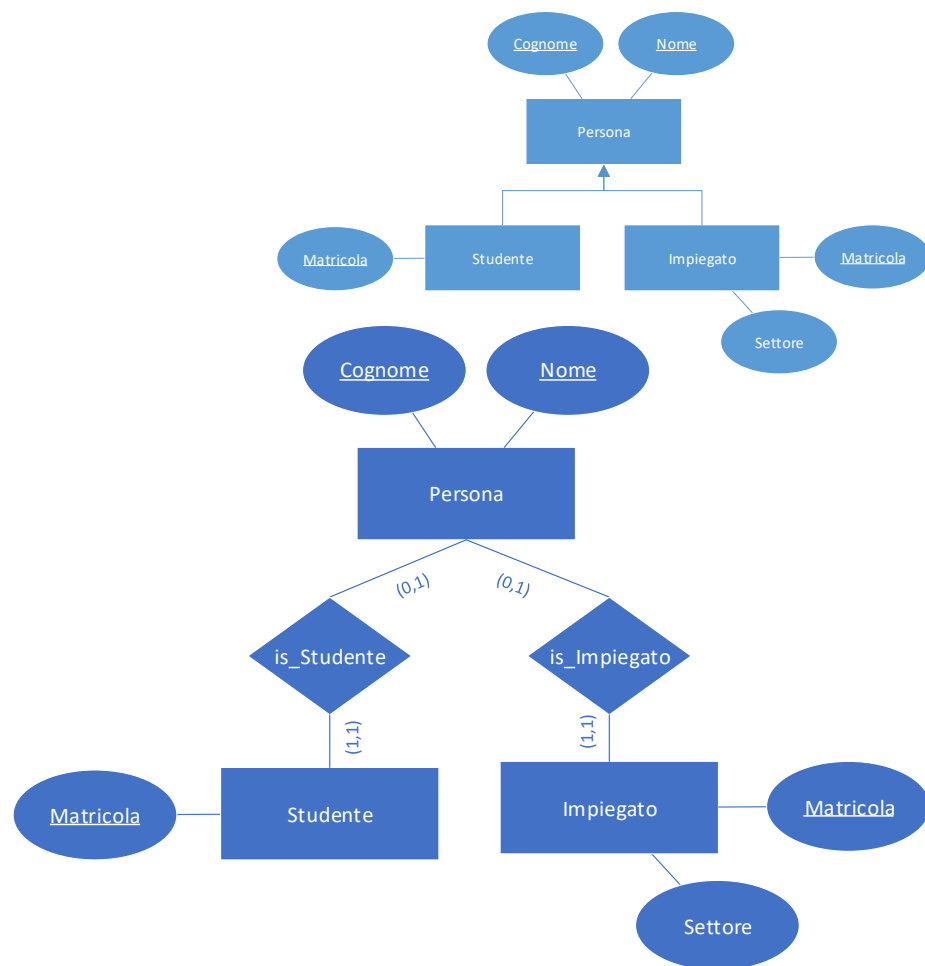 Cognome
Nome
Persona
Matricola
Studente
Impiegato
Matricola
Settore
Cognome
Nome
Persona
(0,1)
(0,1)
is_Studente
is_Impiegato
(1,1)
(1,1)
Matricola
Studente
Impiegato
Matricola
Settore